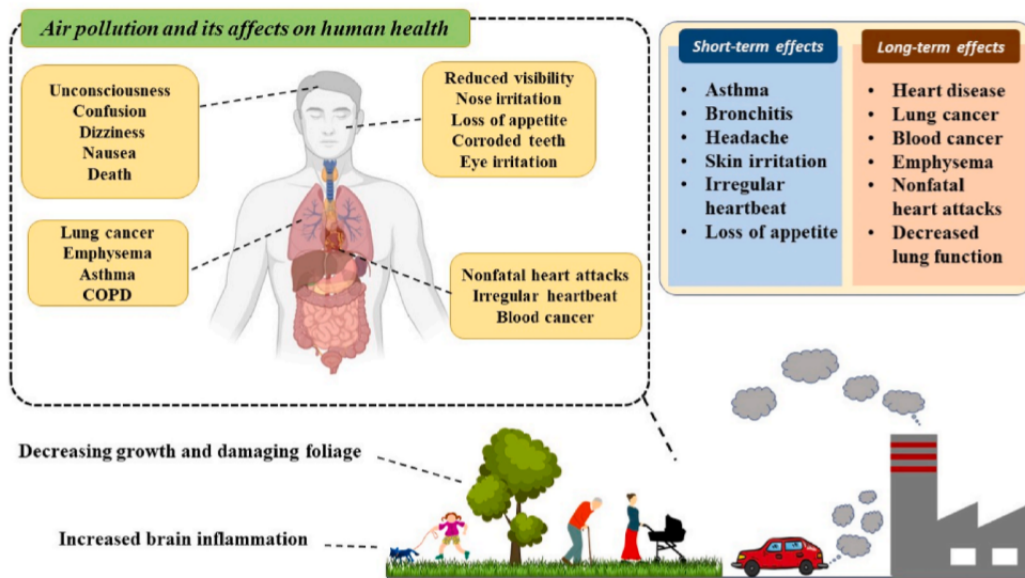 Air pollution and its affects on human health
Unconsciousness
Confusion
Dizziness
Nausea
Death
Reduced visibility
Nose irritation
Loss of appetite
Corroded teeth
Eye irritation
Lung cancer
Emphysema
Asthma
COPD
Nonfatal heart attacks
Irregular heartbeat
Blood cancer
Short-term effects
• Asthma
• Bronchitis
• Headache
• Skin irritation
• Irregular
heartbeat
• Loss of appetite
Long-term effects
• Heart disease
• Lung cancer
• Blood cancer
• Emphysema
• Nonfatal
heart attacks
• Decreased
lung function
Decreasing growth and damaging foliage
Increased brain inflammation